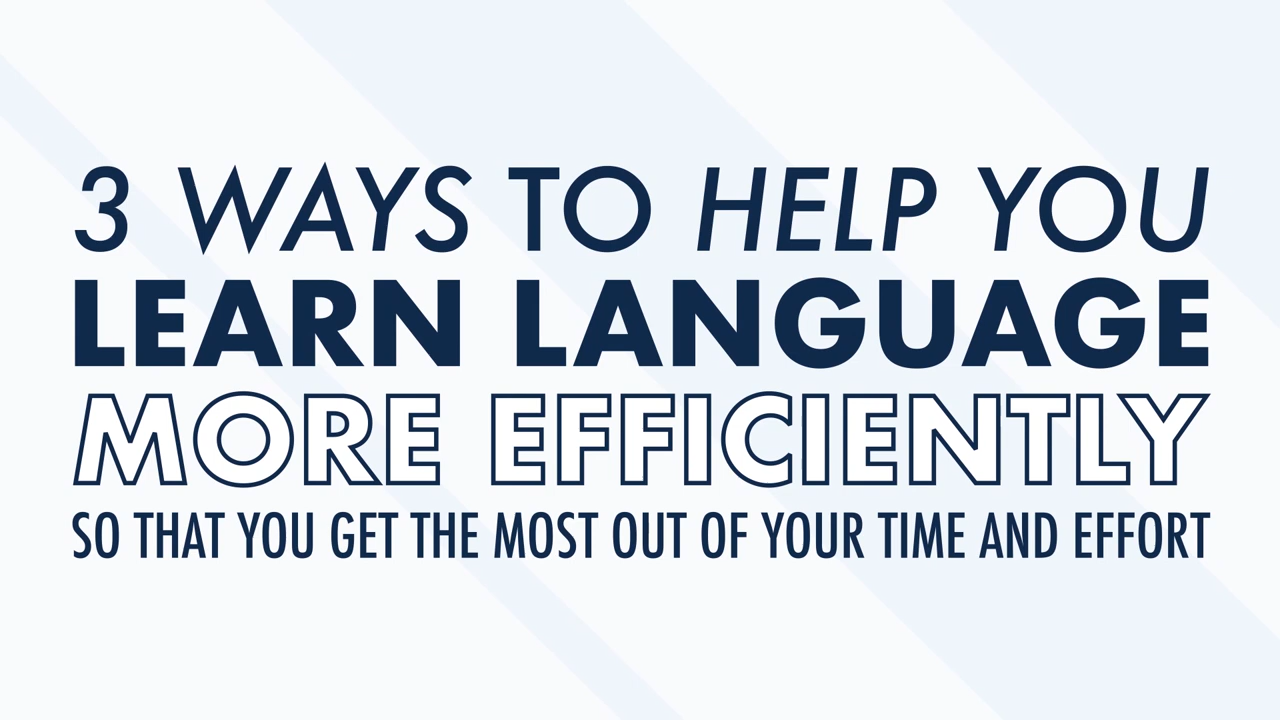 3 WAYS TO HELP YOU
LEARN LANGUAGE
MORE EFFICIENTLY
SO THAT YOU GET THE MOST OUT OF YOUR TIME AND EFFORT